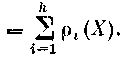 = \sum_{i=1}^{h} \rho_i (X).